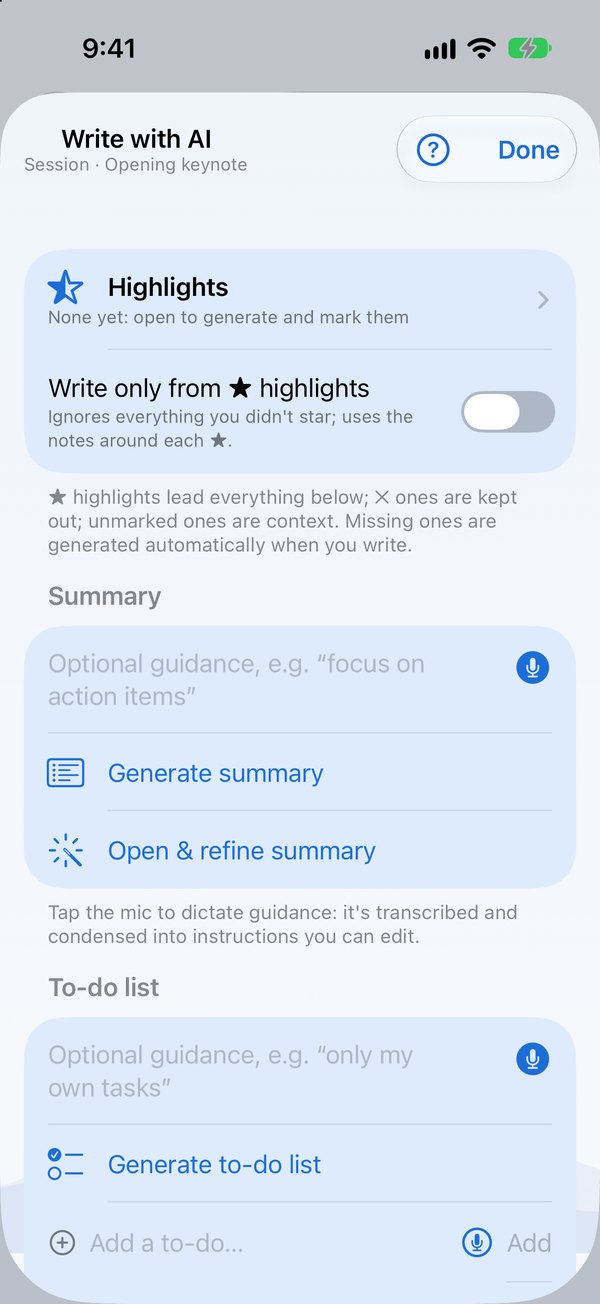 9:41
Write with AI
Session · Opening keynote
? Done
Highlights
None yet: open to generate and mark them
Write only from ★ highlights
Ignores everything you didn't star; uses the
notes around each ★.
★ highlights lead everything below; ✕ ones are kept
out; unmarked ones are context. Missing ones are
generated automatically when you write.
Summary
Optional guidance, e.g. “focus on
action items”
Generate summary
Open & refine summary
Tap the mic to dictate guidance: it's transcribed and
condensed into instructions you can edit.
To-do list
Optional guidance, e.g. “only my
own tasks”
Generate to-do list
Add a to-do... Add